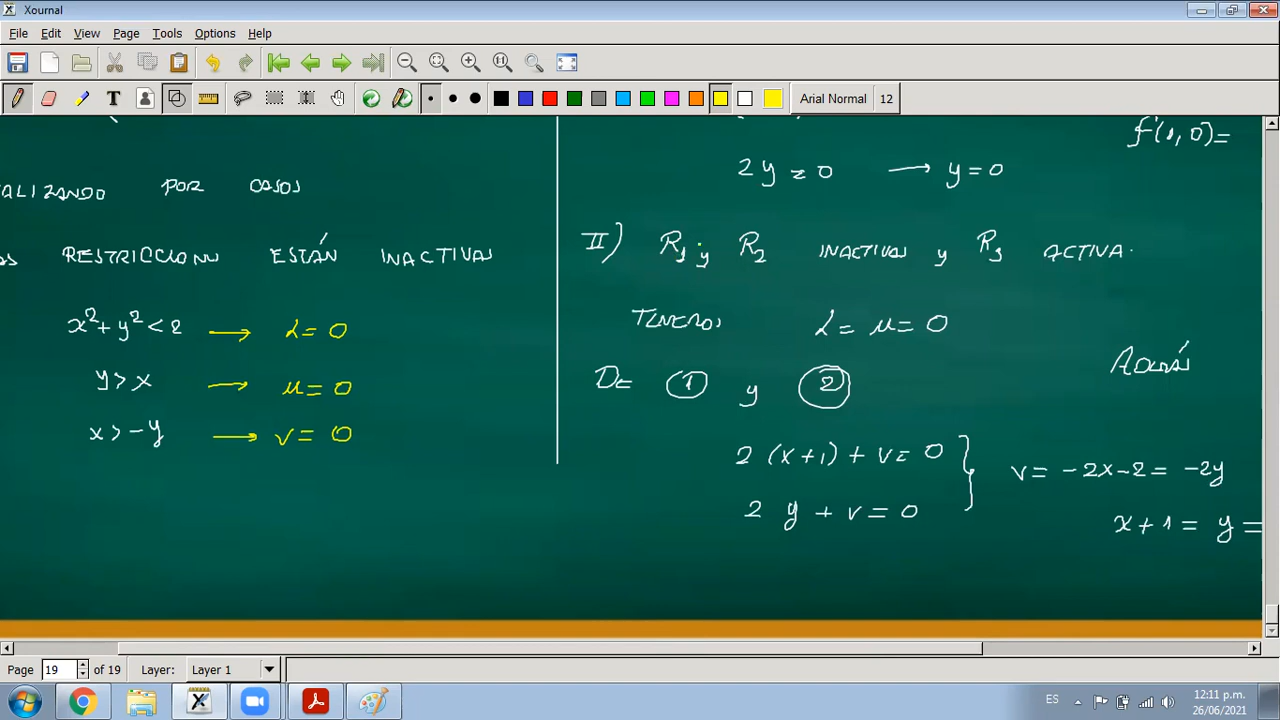 Xournal
File Edit View Page Tools Options Help
Arial Normal 12
ALIZANDO POR CASOS
RESTRICCION ESTÁN INACTIVAS
x²+y²<2 → λ=0
y>x → μ=0
x>-y → v=0
f(1,0)=
2y=0 → y=0
II) R₁ y R₂ INACTIVAS y R₃ ACTIVA.
TENEMOS λ=μ=0
DE ① y ②
ADEMÁS
2(x+1)+v=0
2y+v=0
v=-2x-2=-2y
x+1=y=
Page 19 of 19 Layer: Layer 1
ES 12:11 p.m.
26/06/2021